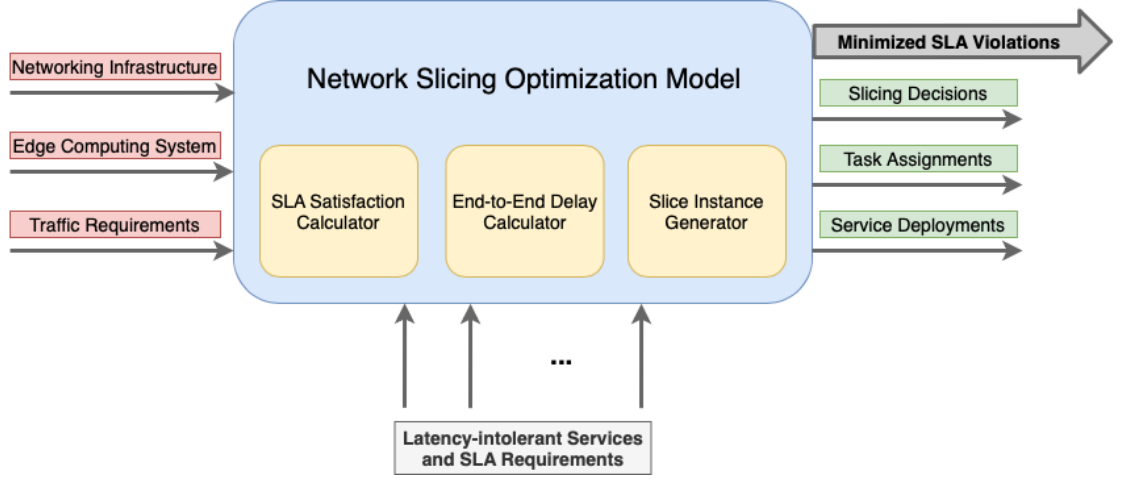 Networking Infrastructure
Edge Computing System
Traffic Requirements
Network Slicing Optimization Model
SLA Satisfaction
Calculator
End-to-End Delay
Calculator
Slice Instance
Generator
Minimized SLA Violations
Slicing Decisions
Task Assignments
Service Deployments
...
Latency-intolerant Services
and SLA Requirements